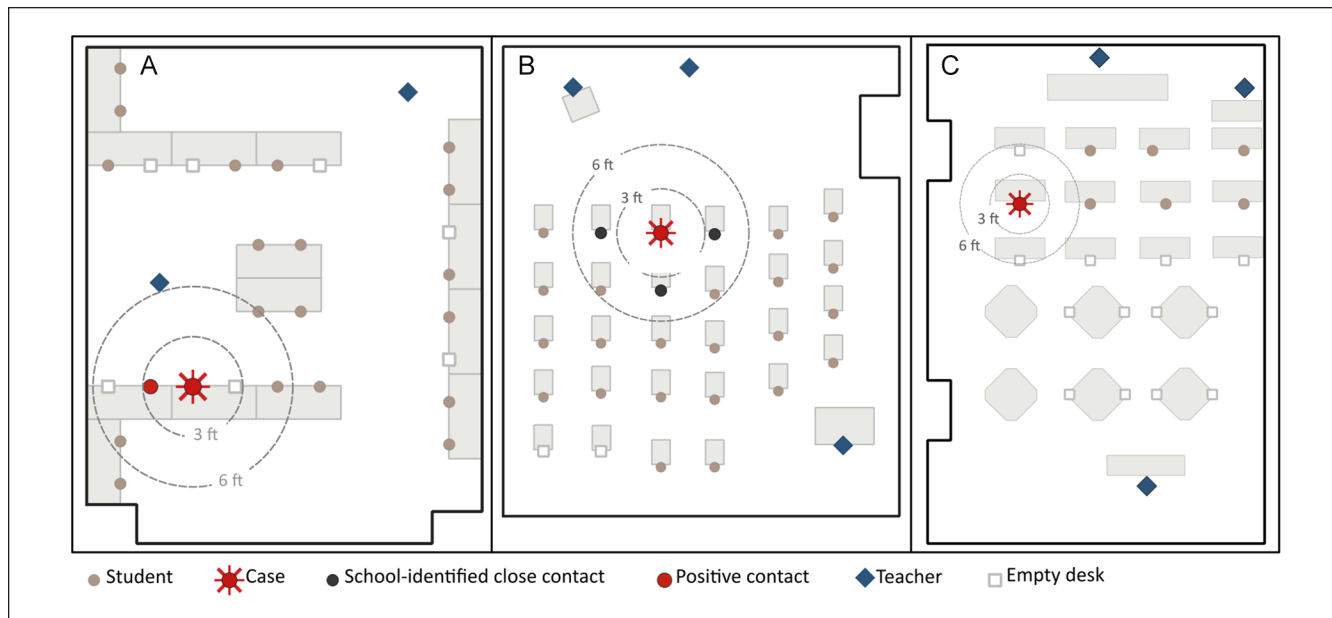 A
B
C
6 ft
3 ft
3 ft
6 ft
3 ft
6 ft
Student
Case
School-identified close contact
Positive contact
Teacher
Empty desk